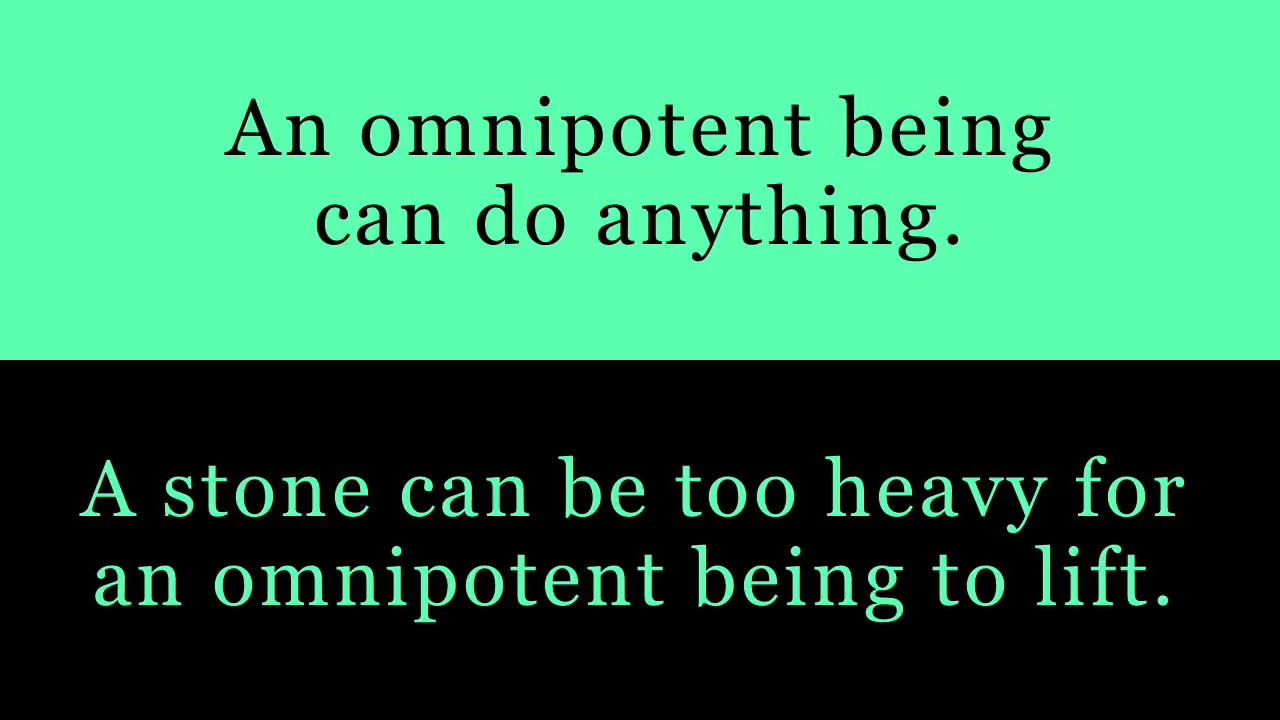 An omnipotent being
can do anything.
A stone can be too heavy for
an omnipotent being to lift.